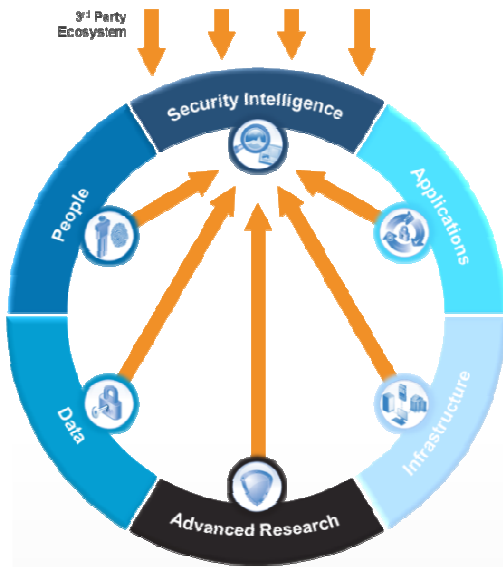 3rd Party
Ecosystem
Security Intelligence
People
Applications
Data
Infrastructure
Advanced Research